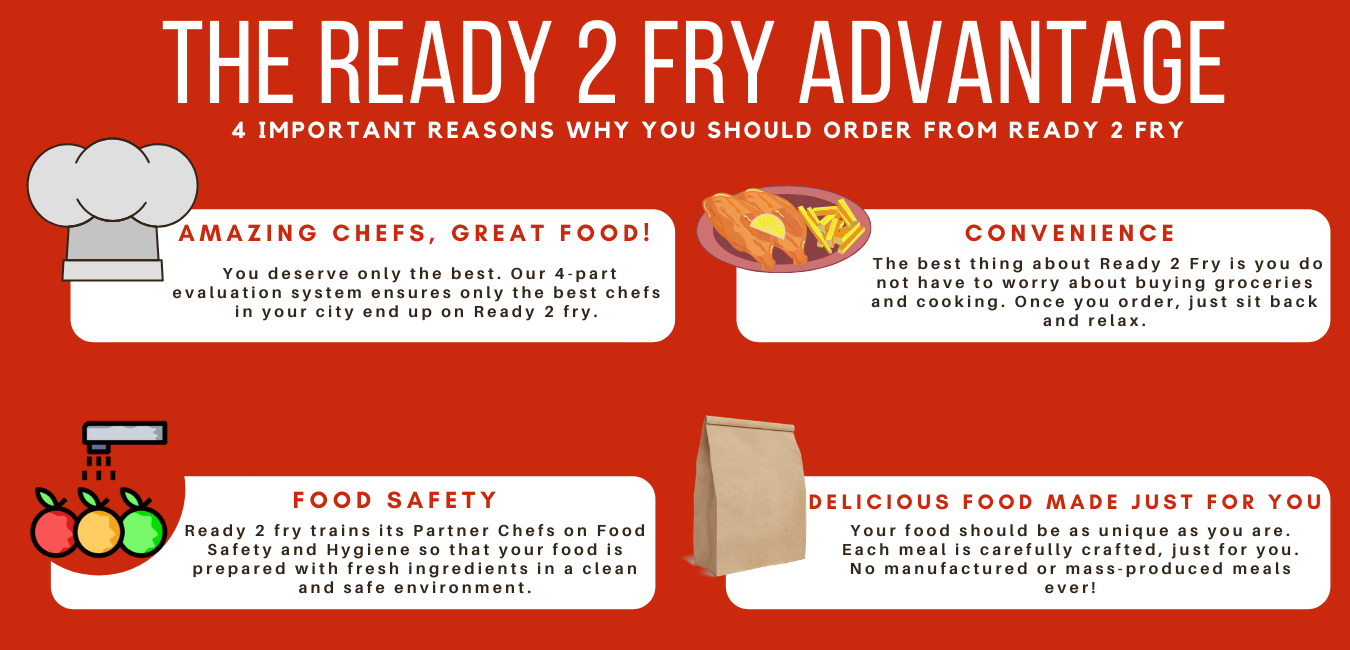 THE READY 2 FRY ADVANTAGE
4 IMPORTANT REASONS WHY YOU SHOULD ORDER FROM READY 2 FRY
AMAZING CHEFS, GREAT FOOD!
You deserve only the best. Our 4-part
evaluation system ensures only the best chefs
in your city end up on Ready 2 fry.
CONVENIENCE
The best thing about Ready 2 Fry is you do
not have to worry about buying groceries
and cooking. Once you order, just sit back
and relax.
FOOD SAFETY
Ready 2 fry trains its Partner Chefs on Food
Safety and Hygiene so that your food is
prepared with fresh ingredients in a clean
and safe environment.
DELICIOUS FOOD MADE JUST FOR YOU
Your food should be as unique as you are.
Each meal is carefully crafted, just for you.
No manufactured or mass-produced meals
ever!